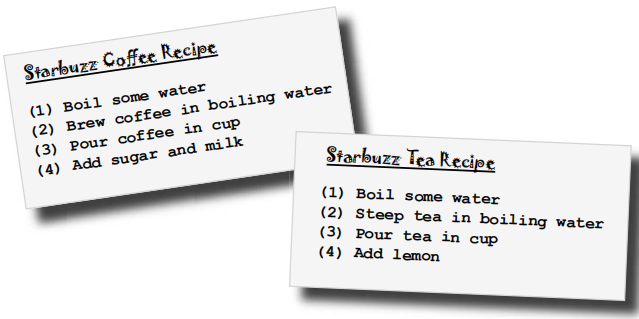 Starbuzz Coffee Recipe
(1) Boil some water
(2) Brew coffee in boiling water
(3) Pour coffee in cup
(4) Add sugar and milk
Starbuzz Tea Recipe
(1) Boil some water
(2) Steep tea in boiling water
(3) Pour tea in cup
(4) Add lemon